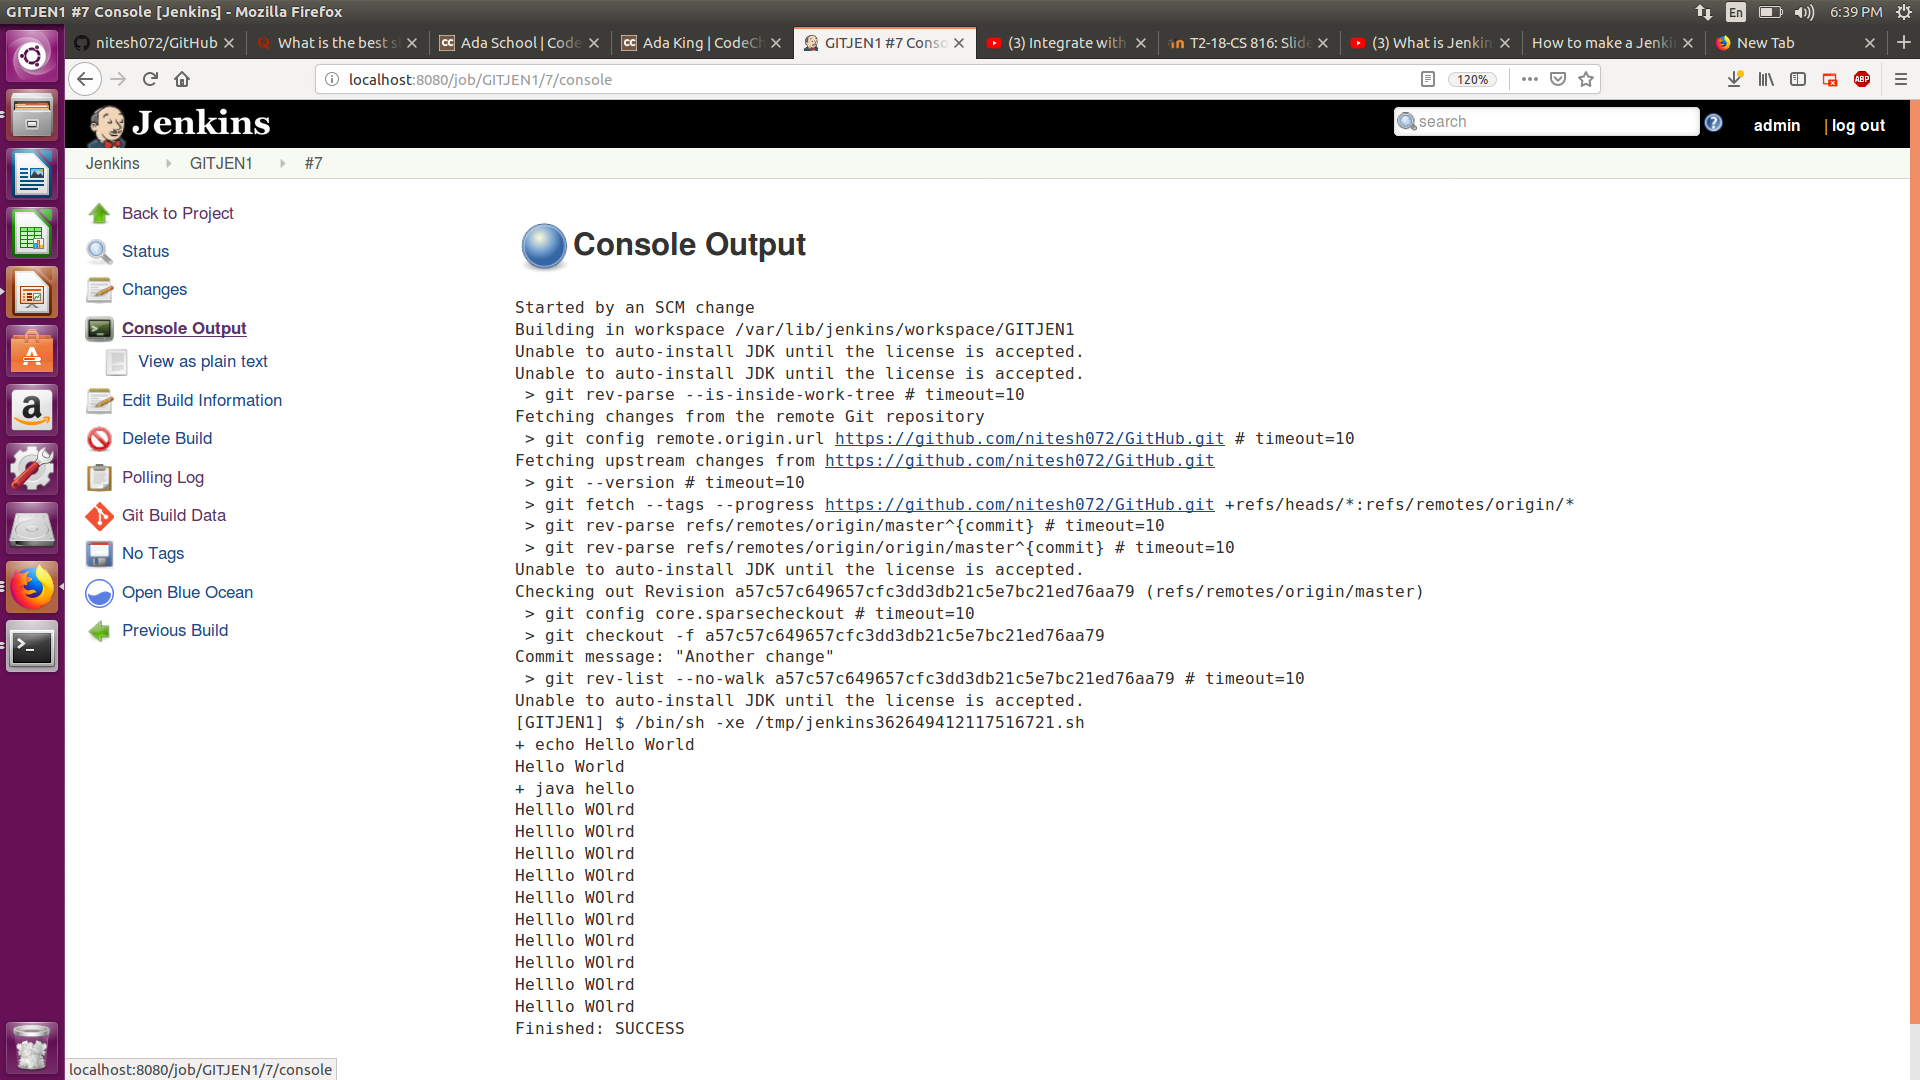 GITJEN1 #7 Console [Jenkins] - Mozilla Firefox
En
6:39 PM
nitesh072/GitHub
What is the best s
Ada School | Code
Ada King | CodeCh
GITJEN1 #7 Conso
(3) Integrate with
T2-18-CS 816: Slide
(3) What is Jenkin
How to make a Jenki
New Tab
localhost:8080/job/GITJEN1/7/console
120%
ABP
Jenkins
search
admin
| log out
Jenkins
GITJEN1
#7
Back to Project
Status
Changes
Console Output
View as plain text
Edit Build Information
Delete Build
Polling Log
Git Build Data
No Tags
Open Blue Ocean
Previous Build
Console Output
Started by an SCM change
Building in workspace /var/lib/jenkins/workspace/GITJEN1
Unable to auto-install JDK until the license is accepted.
Unable to auto-install JDK until the license is accepted.
> git rev-parse --is-inside-work-tree # timeout=10
Fetching changes from the remote Git repository
> git config remote.origin.url https://github.com/nitesh072/GitHub.git # timeout=10
Fetching upstream changes from https://github.com/nitesh072/GitHub.git
> git --version # timeout=10
> git fetch --tags --progress https://github.com/nitesh072/GitHub.git +refs/heads/*:refs/remotes/origin/*
> git rev-parse refs/remotes/origin/master^{commit} # timeout=10
> git rev-parse refs/remotes/origin/origin/master^{commit} # timeout=10
Unable to auto-install JDK until the license is accepted.
Checking out Revision a57c57c649657cfc3dd3db21c5e7bc21ed76aa79 (refs/remotes/origin/master)
> git config core.sparsecheckout # timeout=10
> git checkout -f a57c57c649657cfc3dd3db21c5e7bc21ed76aa79
Commit message: "Another change"
> git rev-list --no-walk a57c57c649657cfc3dd3db21c5e7bc21ed76aa79 # timeout=10
Unable to auto-install JDK until the license is accepted.
[GITJEN1] $ /bin/sh -xe /tmp/jenkins362649412117516721.sh
+ echo Hello World
Hello World
+ java hello
Helllo WOlrd
Helllo WOlrd
Helllo WOlrd
Helllo WOlrd
Helllo WOlrd
Helllo WOlrd
Helllo WOlrd
Helllo WOlrd
Helllo WOlrd
Helllo WOlrd
Finished: SUCCESS
localhost:8080/job/GITJEN1/7/console